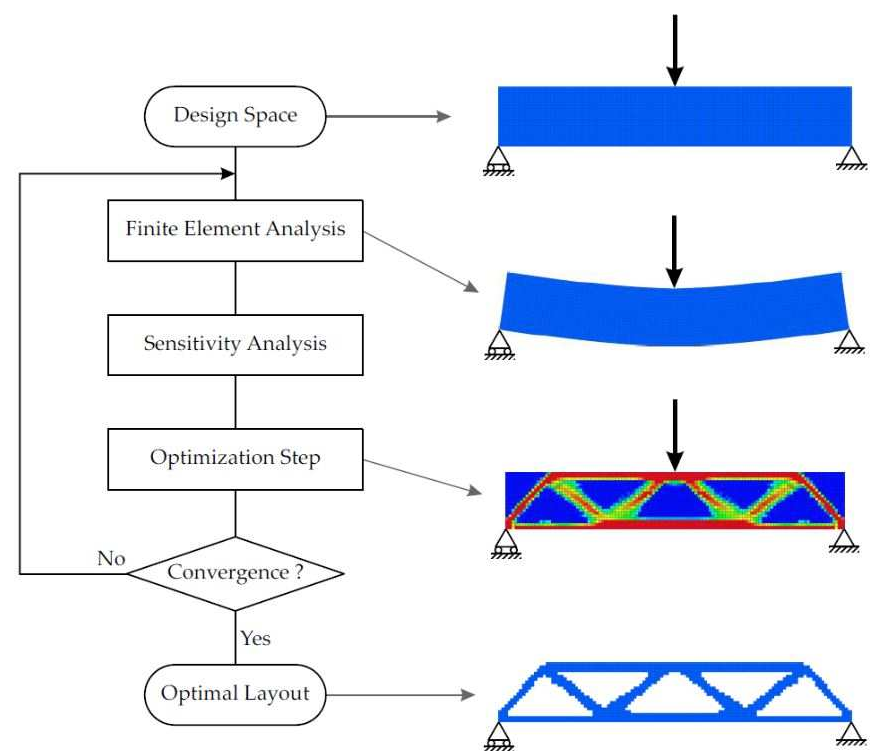 Design Space
Finite Element Analysis
Sensitivity Analysis
Optimization Step
No
Convergence ?
Yes
Optimal Layout